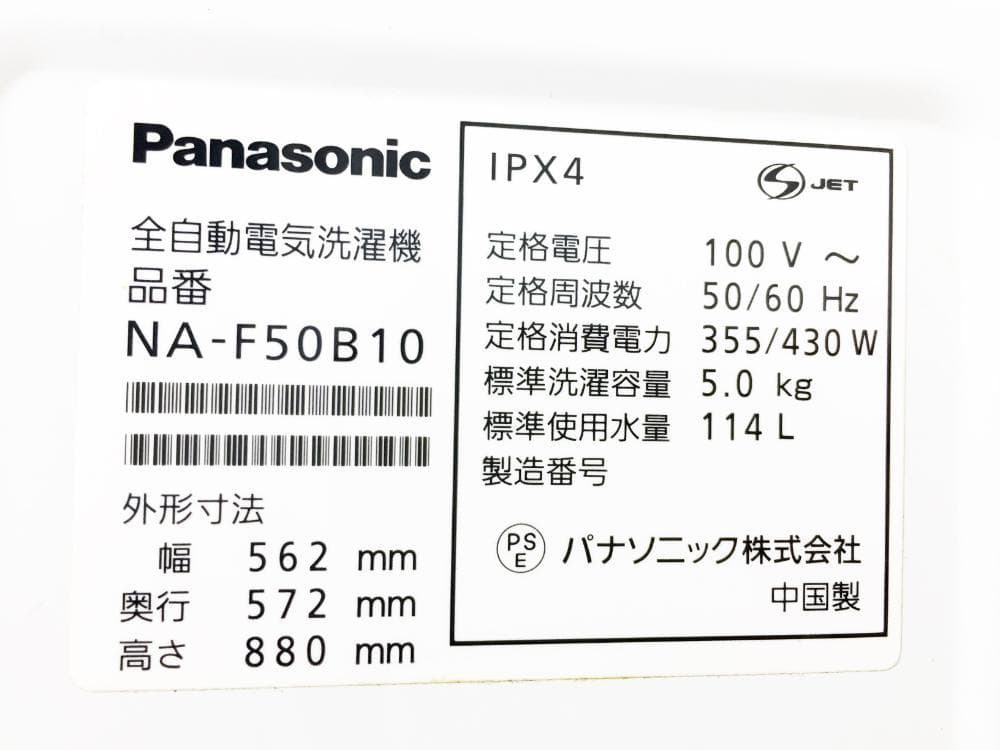 Panasonic
全自動電気洗濯機
品番
NA-F50B10
外形寸法
幅 562 mm
奥行 572 mm
高さ 880 mm
IPX4
S JET
定格電圧 100 V ～
定格周波数 50/60 Hz
定格消費電力 355/430 W
標準洗濯容量 5.0 kg
標準使用水量 114 L
製造番号
PS
E
パナソニック株式会社
中国製